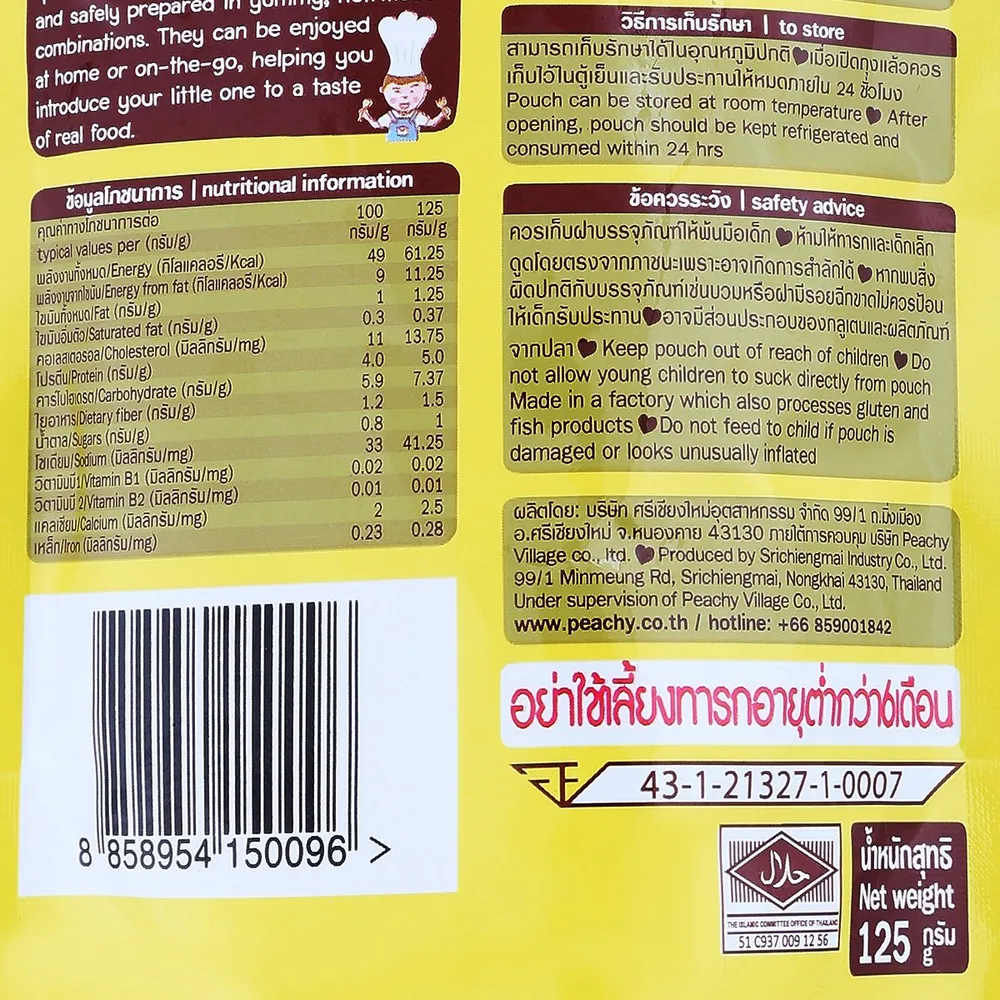 and safely prepared in yummy,
combinations. They can be enjoyed
at home or on-the-go, helping you
introduce your little one to a taste
of real food.
ข้อมูลโภชนาการ | nutritional information
คุณค่าทางโภชนาการต่อ 100 125
typical values per (กรัม/g) กรัม/g กรัม/g
พลังงานทั้งหมด/Energy (กิโลแคลอรี/Kcal) 49 61.25
พลังงานจากไขมัน/Energy from fat (กิโลแคลอรี/Kcal) 9 11.25
ไขมันทั้งหมด/Fat (กรัม/g) 1 1.25
ไขมันอิ่มตัว/Saturated fat (กรัม/g) 0.3 0.37
คอเลสเตอรอล/Cholesterol (มิลลิกรัม/mg) 11 13.75
โปรตีน/Protein (กรัม/g) 4.0 5.0
คาร์โบไฮเดรต/Carbohydrate (กรัม/g) 5.9 7.37
ใยอาหาร/Dietary fiber (กรัม/g) 1.2 1.5
น้ำตาล/Sugars (กรัม/g) 0.8 1
โซเดียม/Sodium (มิลลิกรัม/mg) 33 41.25
วิตามินบี1/Vitamin B1 (มิลลิกรัม/mg) 0.02 0.02
วิตามินบี 2/Vitamin B2 (มิลลิกรัม/mg) 0.01 0.01
แคลเซียม/Calcium (มิลลิกรัม/mg) 2 2.5
เหล็ก/Iron (มิลลิกรัม/mg) 0.23 0.28
8 858954 150096 >
วิธีการเก็บรักษา | to store
สามารถเก็บรักษาได้ในอุณหภูมิปกติ♥เมื่อเปิดถุงแล้วควร
เก็บไว้ในตู้เย็นและรับประทานให้หมดภายใน 24 ชั่วโมง
Pouch can be stored at room temperature ♥ After
opening, pouch should be kept refrigerated and
consumed within 24 hrs
ข้อควรระวัง | safety advice
ควรเก็บฝาบรรจุภัณฑ์ให้พ้นมือเด็ก ♥ ห้ามให้ทารกและเด็กเล็ก
ดูดโดยตรงจากภาชนะเพราะอาจเกิดการสำลักได้ ♥ หากพบสิ่ง
ผิดปกติกับบรรจุภัณฑ์เช่นบวมหรือฝามีรอยฉีกขาดไม่ควรป้อน
ให้เด็กรับประทาน♥อาจมีส่วนประกอบของกลูเตนและผลิตภัณฑ์
จากปลา ♥ Keep pouch out of reach of children ♥ Do
not allow young children to suck directly from pouch
Made in a factory which also processes gluten and
fish products ♥Do not feed to child if pouch is
damaged or looks unusually inflated
ผลิตโดย: บริษัท ศรีเชียงใหม่อุตสาหกรรม จำกัด 99/1 ถ.มิ่งเมือง
อ.ศรีเชียงใหม่ จ.หนองคาย 43130 ภายใต้การควบคุม บริษัท Peachy
Village co., ltd. ♥ Produced by Srichiengmai Industry Co., Ltd.
99/1 Minmeung Rd, Srichiengmai, Nongkhai 43130, Thailand
Under supervision of Peachy Village Co., Ltd.
www.peachy.co.th / hotline: +66 859001842
อย่าใช้เลี้ยงทารกอายุต่ำกว่า6เดือน
43-1-21327-1-0007
حلال
THE ISLAMIC COMMITTEE OFFICE OF THAILAND
51 C937 009 12 56
น้ำหนักสุทธิ
Net weight
125 กรัม
g